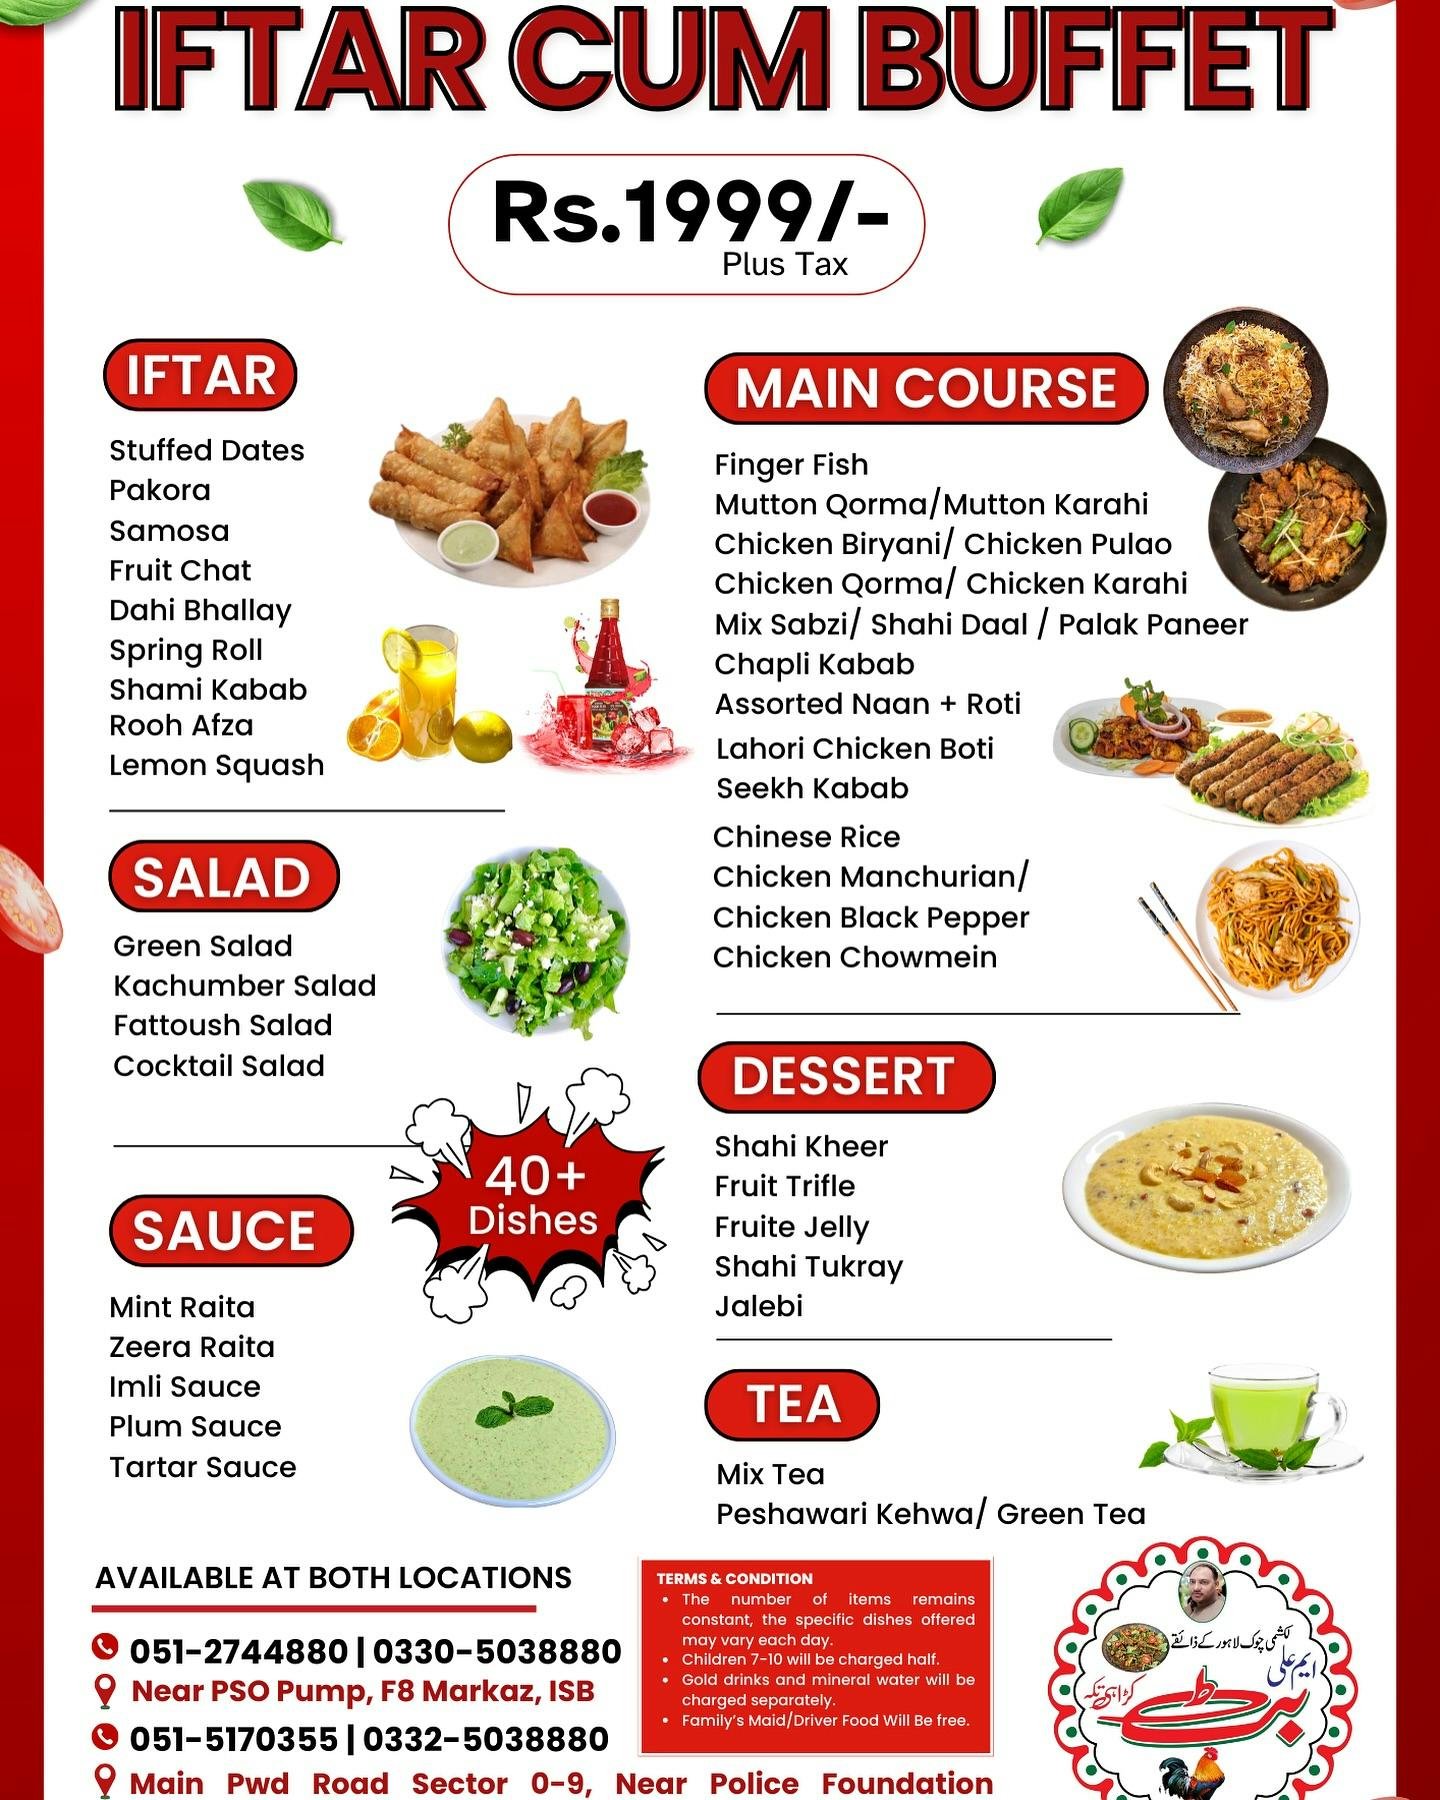 IFTAR CUM BUFFET
Rs.1999/-
Plus Tax
IFTAR
Stuffed Dates
Pakora
Samosa
Fruit Chat
Dahi Bhallay
Spring Roll
Shami Kabab
Rooh Afza
Lemon Squash
SALAD
Green Salad
Kachumber Salad
Fattoush Salad
Cocktail Salad
40+
Dishes
SAUCE
Mint Raita
Zeera Raita
Imli Sauce
Plum Sauce
Tartar Sauce
MAIN COURSE
Finger Fish
Mutton Qorma/Mutton Karahi
Chicken Biryani/ Chicken Pulao
Chicken Qorma/ Chicken Karahi
Mix Sabzi/ Shahi Daal / Palak Paneer
Chapli Kabab
Assorted Naan + Roti
Lahori Chicken Boti
Seekh Kabab
Chinese Rice
Chicken Manchurian/
Chicken Black Pepper
Chicken Chowmein
DESSERT
Shahi Kheer
Fruit Trifle
Fruite Jelly
Shahi Tukray
Jalebi
TEA
Mix Tea
Peshawari Kehwa/ Green Tea
AVAILABLE AT BOTH LOCATIONS
051-2744880 | 0330-5038880
Near PSO Pump, F8 Markaz, ISB
051-5170355 | 0332-5038880
Main Pwd Road Sector 0-9, Near Police Foundation
TERMS & CONDITION
• The number of items remains
constant, the specific dishes offered
may vary each day.
• Children 7-10 will be charged half.
• Gold drinks and mineral water will be
charged separately.
• Family's Maid/Driver Food Will Be free.
لکشمی چوک لاہور کے ذائقے
ایم علی
بٹ
کڑاہی تکہ